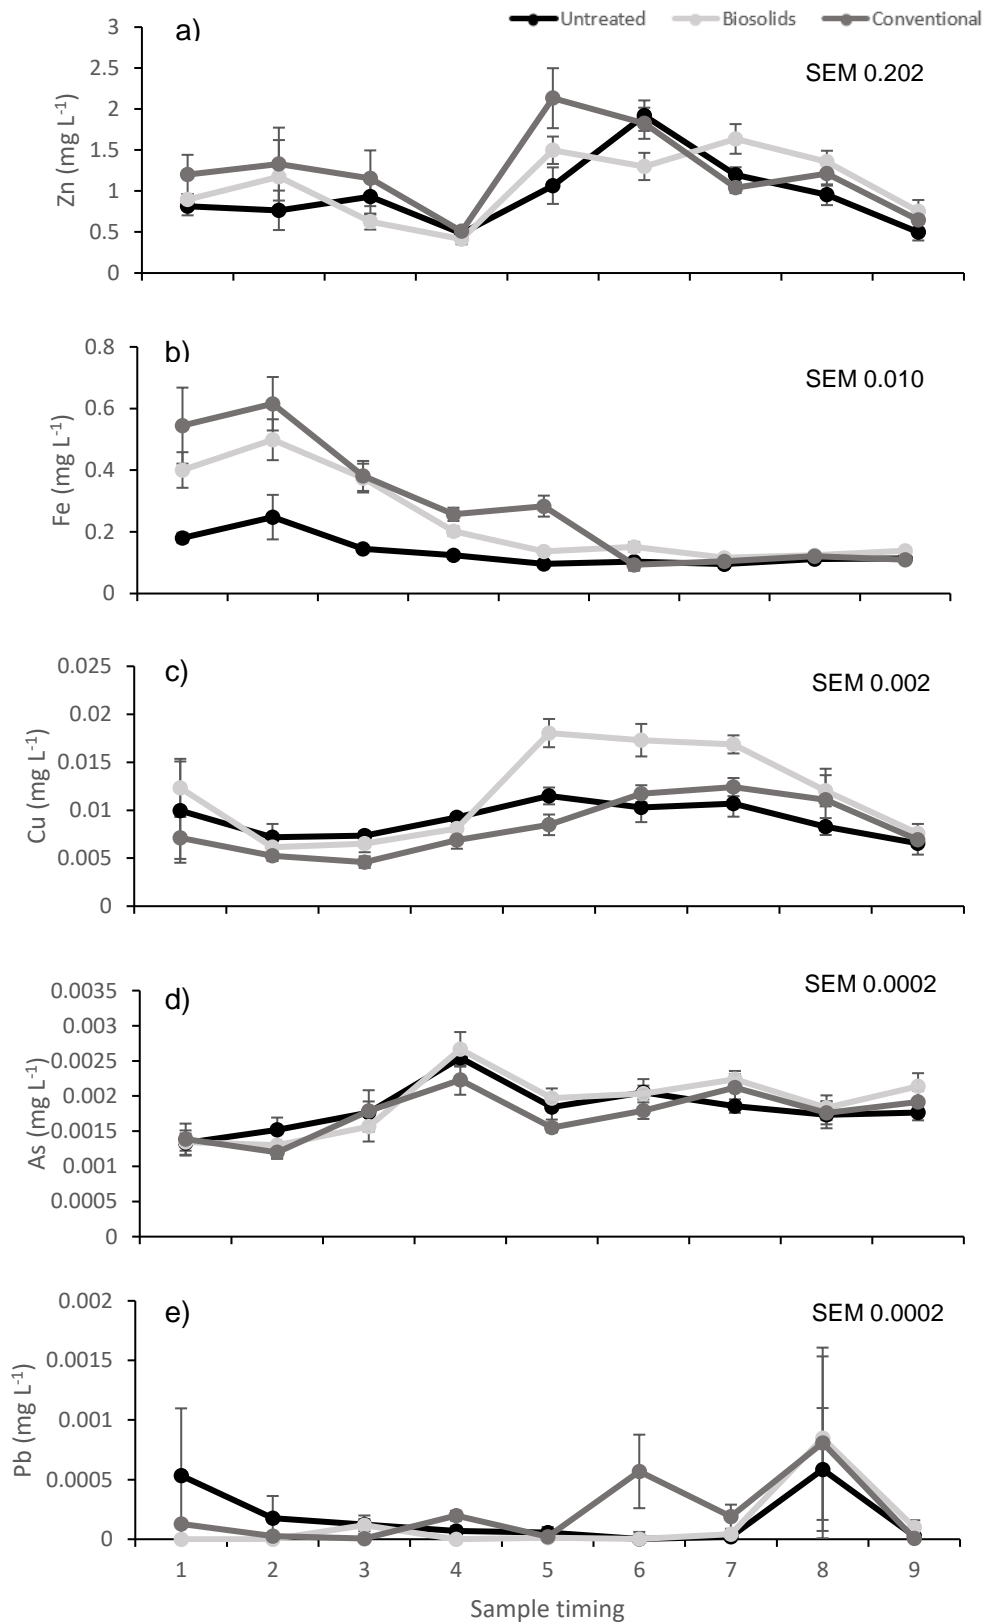 Untreated Biosolids Conventional
a)
SEM 0.202
Zn (mg L-1)
3
2.5
2
1.5
1
0.5
0
b)
SEM 0.010
Fe (mg L-1)
0.8
0.6
0.4
0.2
0
c)
SEM 0.002
Cu (mg L-1)
0.025
0.02
0.015
0.01
0.005
0
d)
SEM 0.0002
As (mg L-1)
0.0035
0.003
0.0025
0.002
0.0015
0.001
0.0005
0
e)
SEM 0.0002
Pb (mg L-1)
0.002
0.0015
0.001
0.0005
0
1 2 3 4 5 6 7 8 9
Sample timing